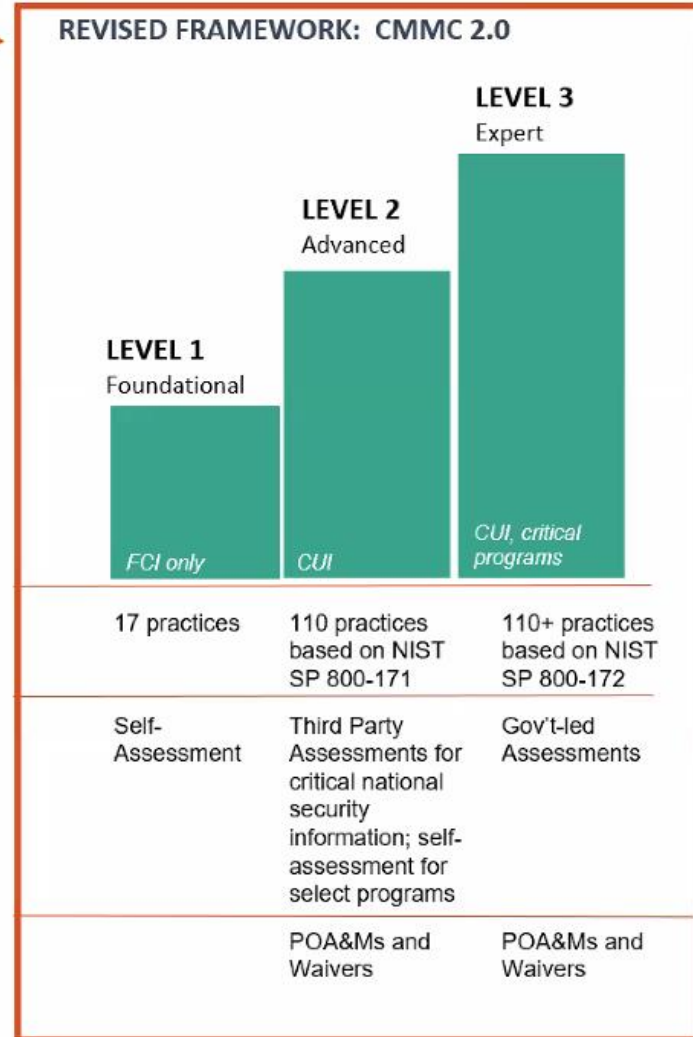 REVISED FRAMEWORK: CMMC 2.0
LEVEL 3
Expert
LEVEL 2
Advanced
LEVEL 1
Foundational
FCI only
CUI
CUI, critical
programs
17 practices
110 practices
based on NIST
SP 800-171
110+ practices
based on NIST
SP 800-172
Self-
Assessment
Third Party
Assessments for
critical national
security
information; self-
assessment for
select programs
Gov't-led
Assessments
POA&Ms and
Waivers
POA&Ms and
Waivers